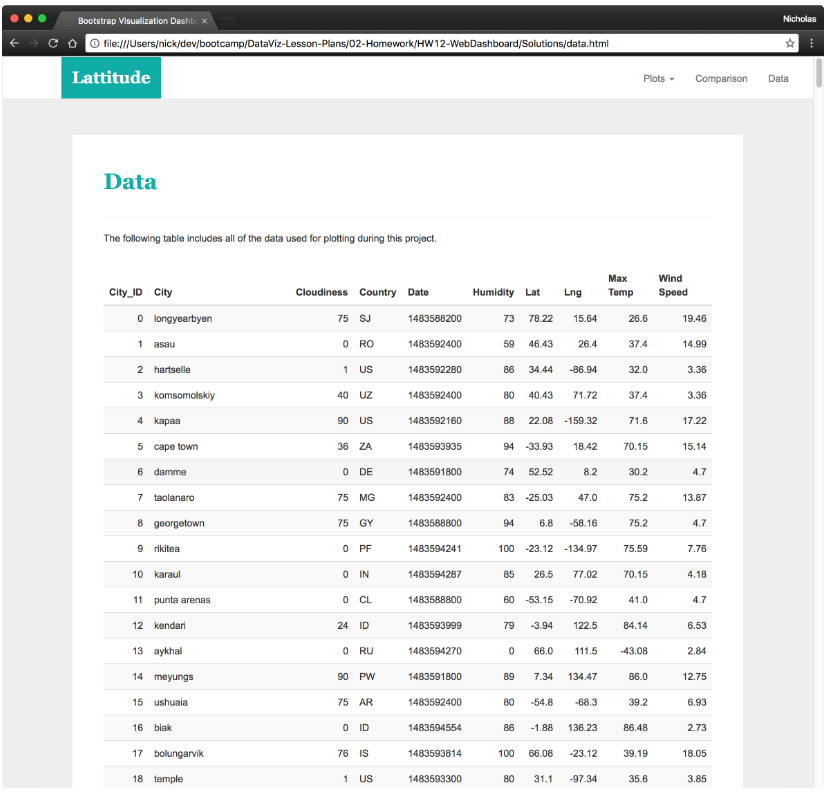 Bootstrap Visualization Dashbo
Nicholas
file:///Users/nick/dev/bootcamp/DataViz-Lesson-Plans/02-Homework/HW12-WebDashboard/Solutions/data.html
Lattitude Plots Comparison Data
Data
The following table includes all of the data used for plotting during this project.
City_ID City Cloudiness Country Date Humidity Lat Lng Max Temp Wind Speed
0 longyearbyen 75 SJ 1483588200 73 78.22 15.64 26.6 19.46
1 asau 0 RO 1483592400 59 46.43 26.4 37.4 14.99
2 hartselle 1 US 1483592280 86 34.44 -86.94 32.0 3.36
3 komsomolskiy 40 UZ 1483592400 80 40.43 71.72 37.4 3.36
4 kapaa 90 US 1483592160 88 22.08 -159.32 71.6 17.22
5 cape town 36 ZA 1483593935 94 -33.93 18.42 70.15 15.14
6 damme 0 DE 1483591800 74 52.52 8.2 30.2 4.7
7 taolanaro 75 MG 1483592400 83 -25.03 47.0 75.2 13.87
8 georgetown 75 GY 1483588800 94 6.8 -58.16 75.2 4.7
9 rikitea 0 PF 1483594241 100 -23.12 -134.97 75.59 7.76
10 karaul 0 IN 1483594287 85 26.5 77.02 70.15 4.18
11 punta arenas 0 CL 1483588800 60 -53.15 -70.92 41.0 4.7
12 kendari 24 ID 1483593999 79 -3.94 122.5 84.14 6.53
13 aykhal 0 RU 1483594270 0 66.0 111.5 -43.08 2.84
14 meyungs 90 PW 1483591800 89 7.34 134.47 86.0 12.75
15 ushuaia 75 AR 1483592400 80 -54.8 -68.3 39.2 6.93
16 biak 0 ID 1483594554 86 -1.88 136.23 86.48 2.73
17 bolungarvik 76 IS 1483593814 100 66.08 -23.12 39.19 18.05
18 temple 1 US 1483593300 80 31.1 -97.34 35.6 3.85